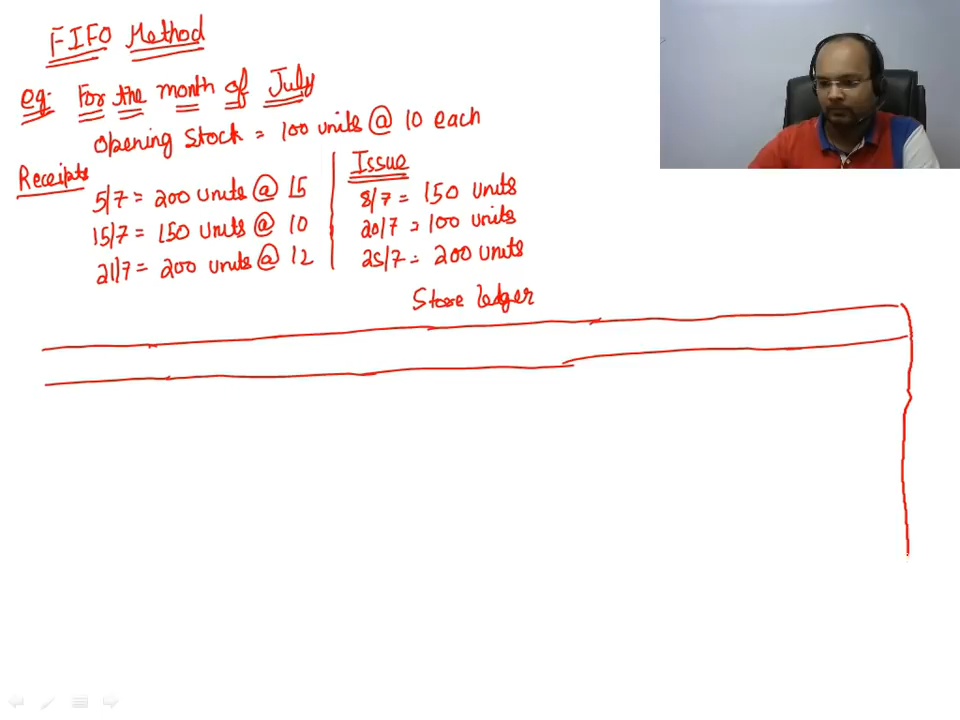 FIFO Method
eg:- For the month of July
Opening Stock = 100 units @ 10 each
Receipts
5/7 = 200 units @ 15
15/7 = 150 units @ 10
21/7 = 200 units @ 12
Issue
8/7 = 150 units
20/7 = 100 units
25/7 = 200 units
Store ledger